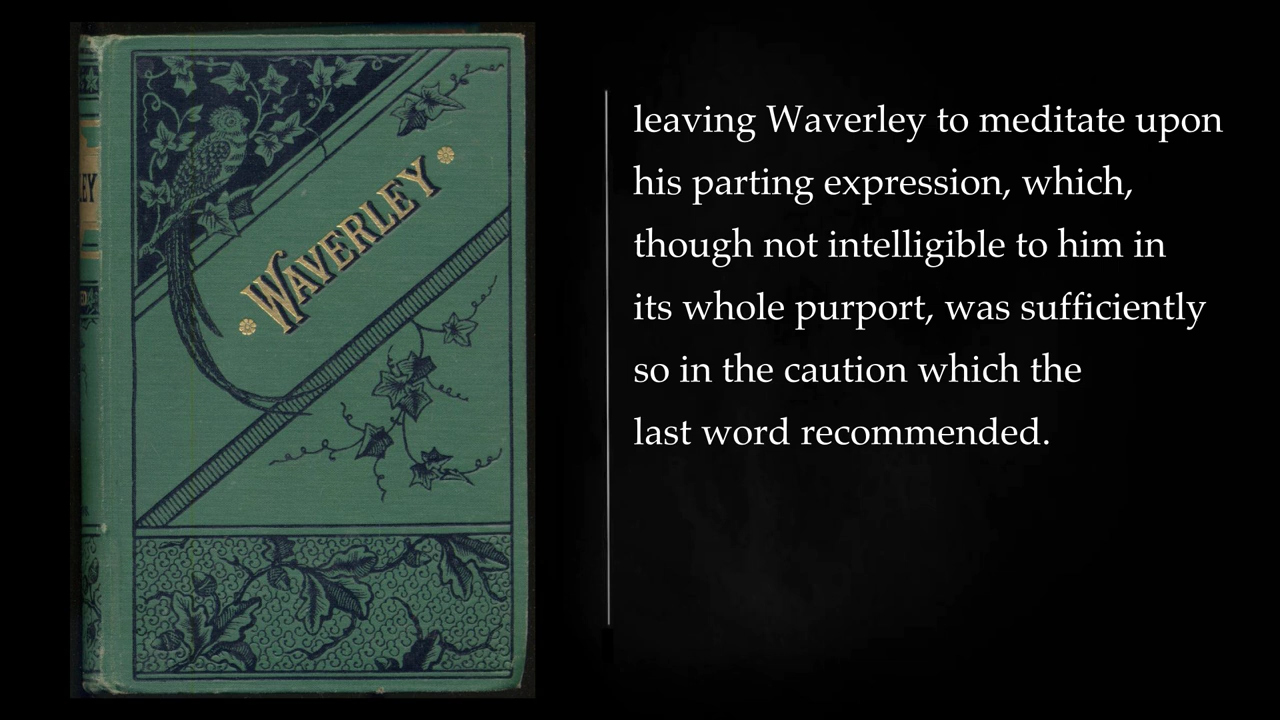 WAVERLEY
leaving Waverley to meditate upon
his parting expression, which,
though not intelligible to him in
its whole purport, was sufficiently
so in the caution which the
last word recommended.